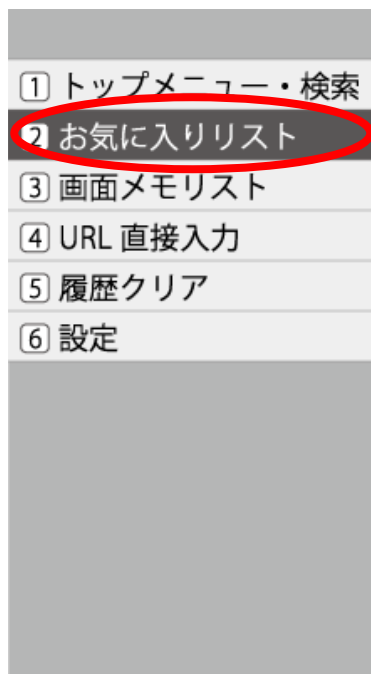 1 トップメニュー・検索
2 お気に入りリスト
3 画面メモリスト
4 URL 直接入力
5 履歴クリア
6 設定